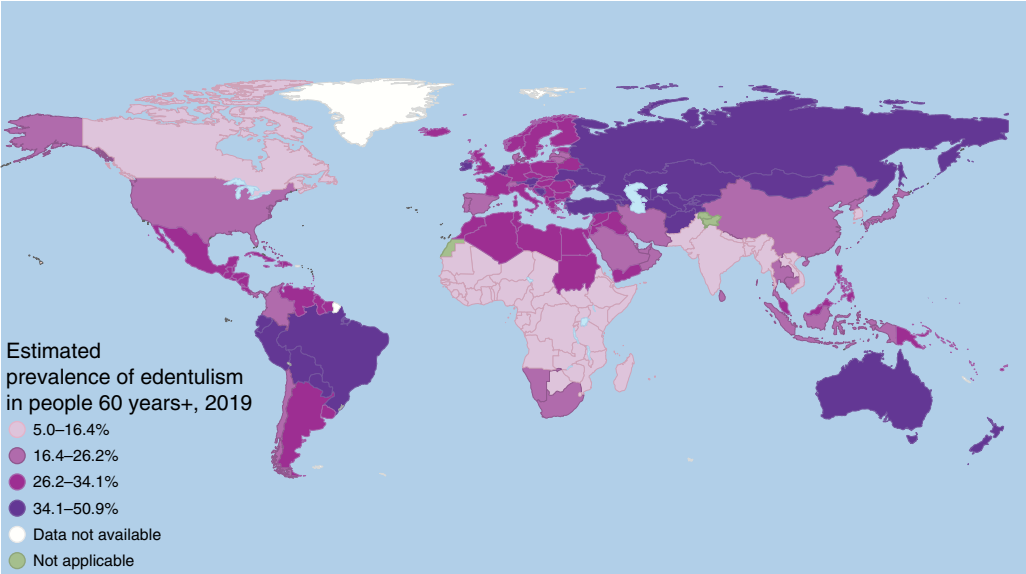 Estimated
prevalence of edentulism
in people 60 years+, 2019
5.0–16.4%
16.4–26.2%
26.2–34.1%
34.1–50.9%
Data not available
Not applicable